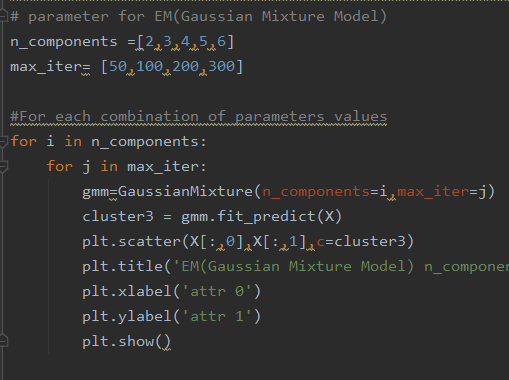 # parameter for EM(Gaussian Mixture Model)
n_components =[2,3,4,5,6]
max_iter= [50,100,200,300]
#For each combination of parameters values
for i in n_components:
for j in max_iter:
gmm=GaussianMixture(n_components=i,max_iter=j)
cluster3 = gmm.fit_predict(X)
plt.scatter(X[:,0],X[:,1],c=cluster3)
plt.title('EM(Gaussian Mixture Model) n_componen
plt.xlabel('attr 0')
plt.ylabel('attr 1')
plt.show()